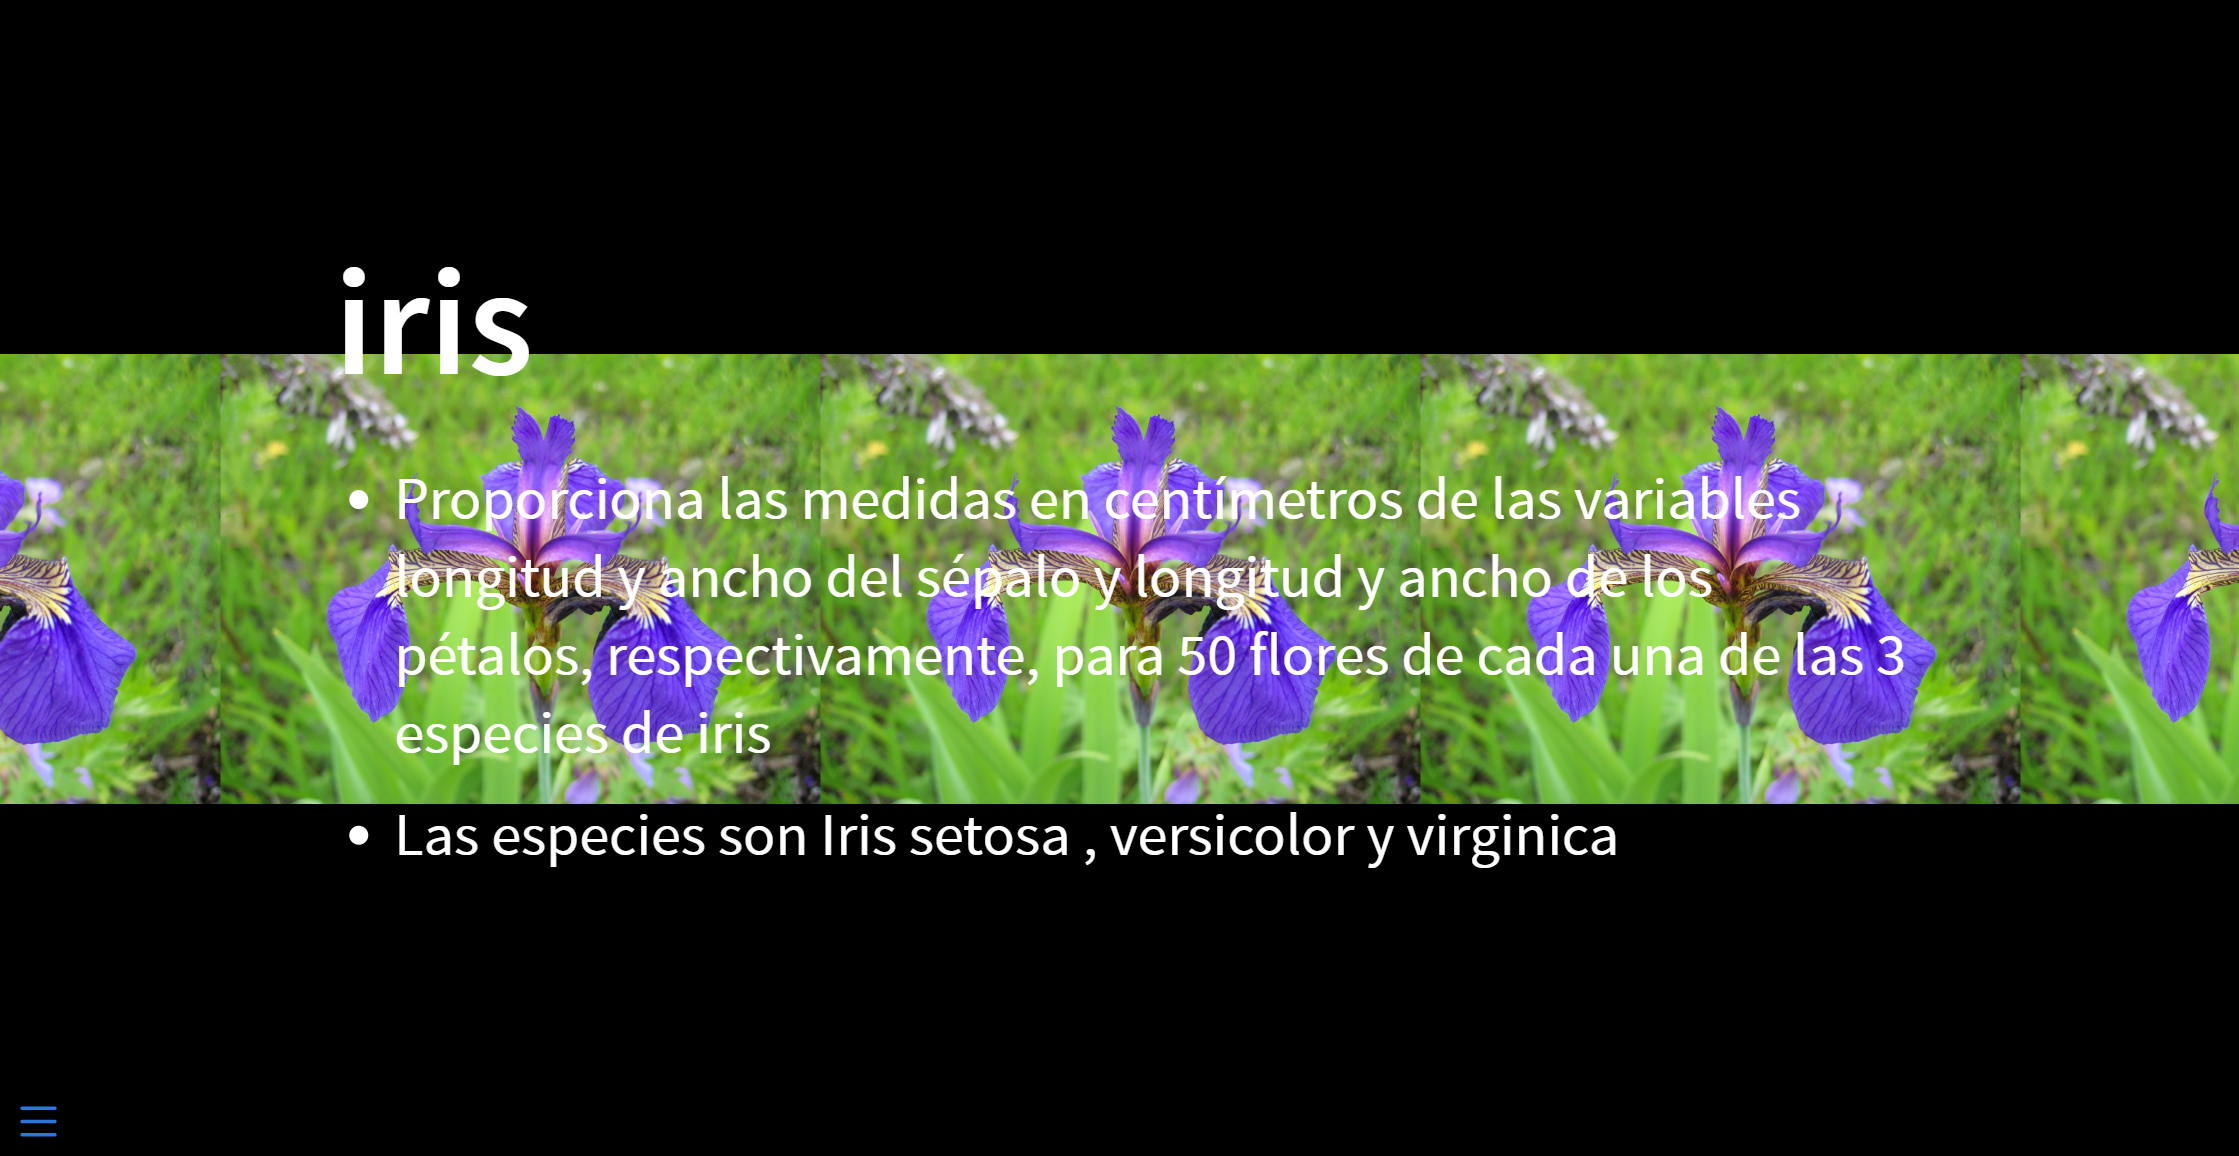 iris
• Proporciona las medidas en centímetros de las variables
longitud y ancho del sépalo y longitud y ancho de los
pétalos, respectivamente, para 50 flores de cada una de las 3
especies de iris
• Las especies son Iris setosa , versicolor y virginica